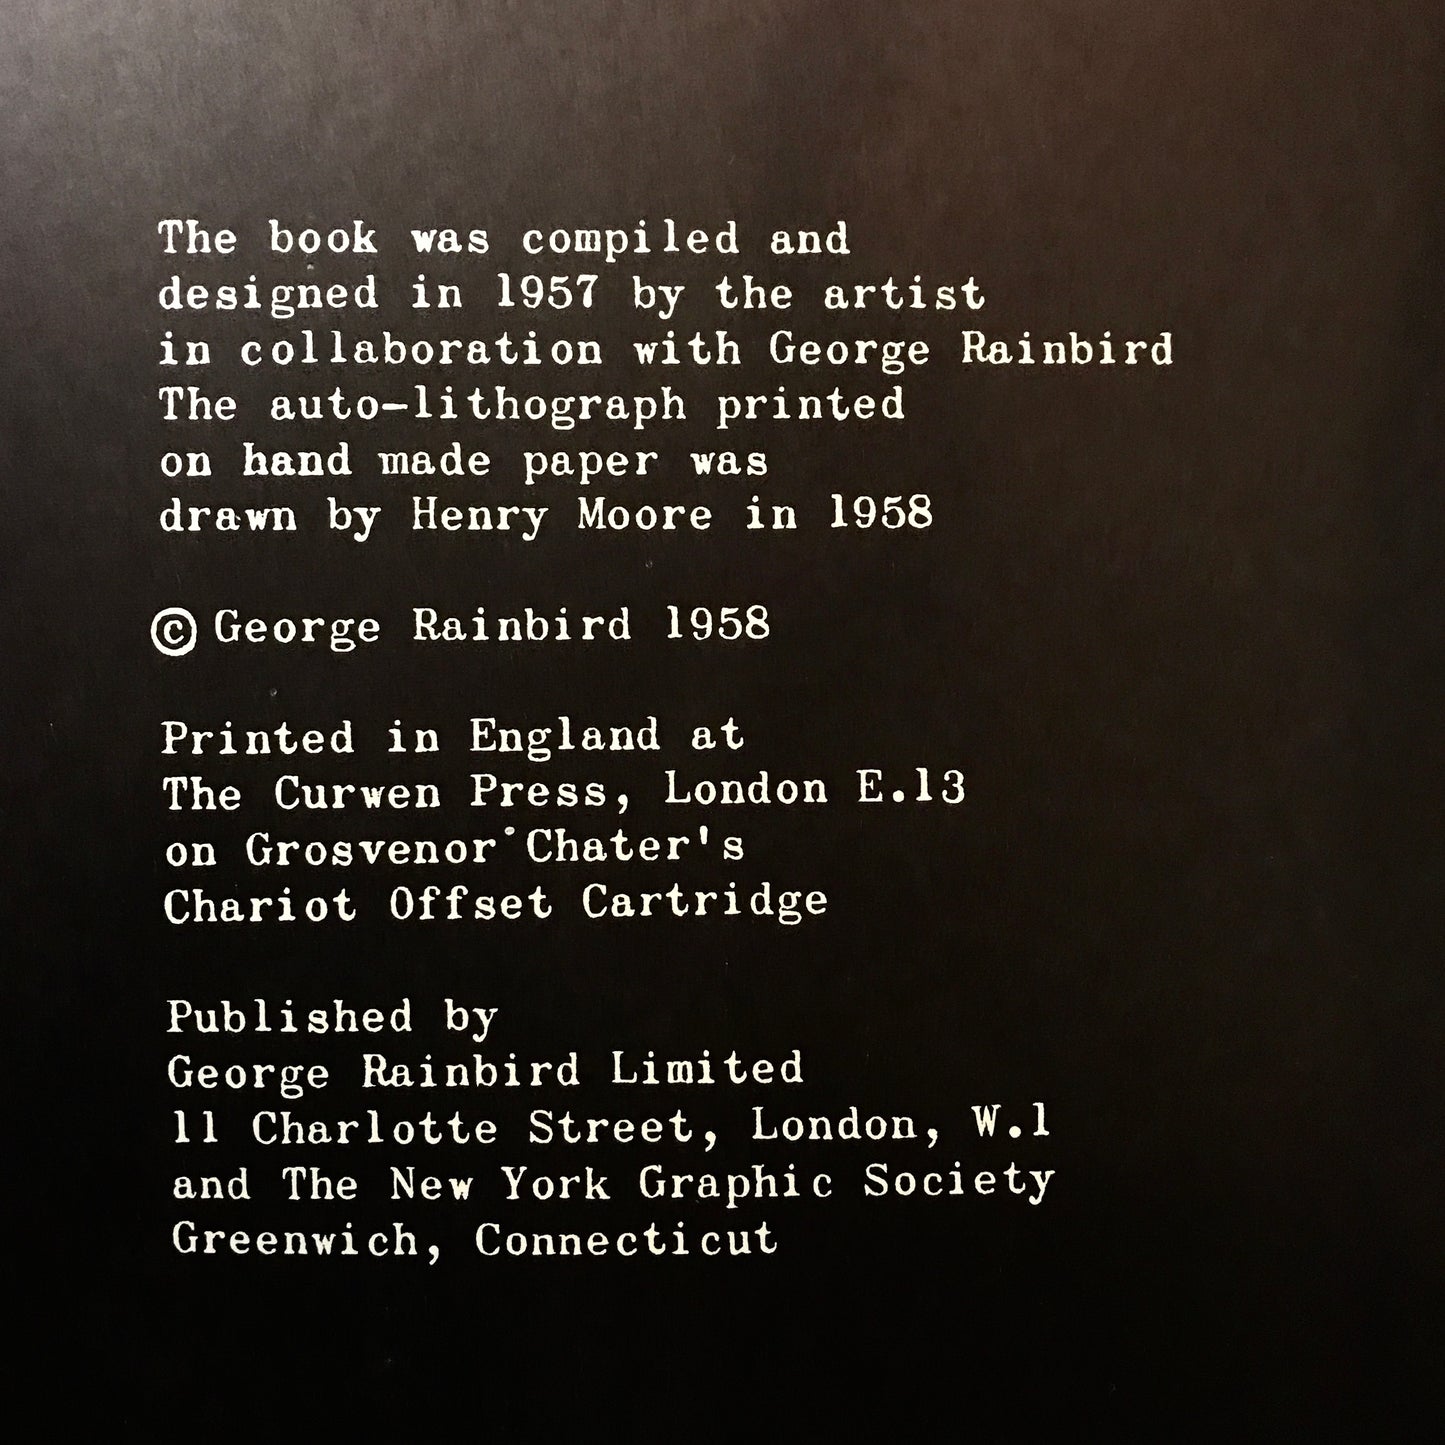 The book was compiled and
designed in 1957 by the artist
in collaboration with George Rainbird
The auto-lithograph printed
on hand made paper was
drawn by Henry Moore in 1958
© George Rainbird 1958
Printed in England at
The Curwen Press, London E.13
on Grosvenor Chater's
Chariot Offset Cartridge
Published by
George Rainbird Limited
11 Charlotte Street, London, W.1
and The New York Graphic Society
Greenwich, Connecticut